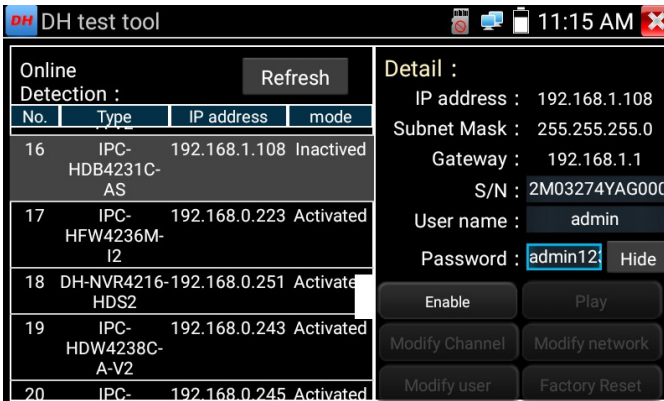 DH DH test tool 11:15 AM
Online
Detection :
Refresh
No. Type IP address mode
16 IPC-HDB4231C-AS 192.168.1.108 Inactived
17 IPC-HFW4236M-I2 192.168.0.223 Activated
18 DH-NVR4216-HDS2 192.168.0.251 Activate
19 IPC-HDW4238C-A-V2 192.168.0.243 Activated
20 IPC- 192.168.0.245 Activated
Detail :
IP address : 192.168.1.108
Subnet Mask : 255.255.255.0
Gateway : 192.168.1.1
S/N : 2M03274YAG000
User name : admin
Password : admin123 Hide
Enable Play
Modify Channel Modify network
Modify user Factory Reset